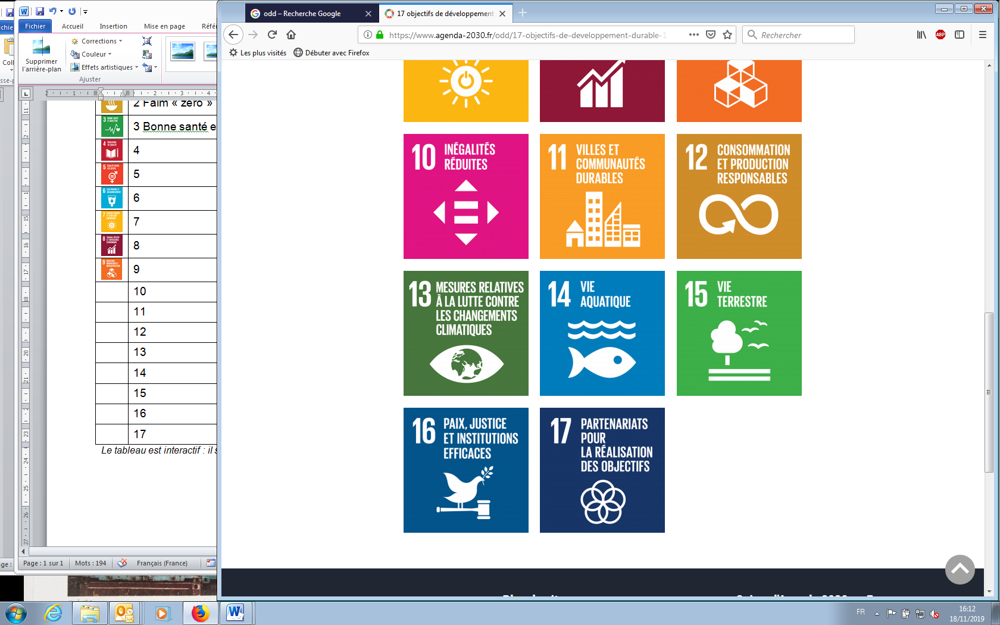 odd – Recherche Google
17 objectifs de développement
Fichier
Accueil
Insertion
Mise en page
Référ
https://www.agenda-2030.fr/odd/17-objectifs-de-developpement-durable-1
Rechercher
ABP
Les plus visités
Débuter avec Firefox
Corrections
Couleur
Effets artistiques
Supprimer
l'arrière-plan
Ajuster
Coll
2 Faim « zéro »
3 Bonne santé e
4
5
6
7
8
9
10
11
12
13
14
15
16
17
Le tableau est interactif : il s
10 INÉGALITÉS
RÉDUITES
11 VILLES ET
COMMUNAUTÉS
DURABLES
12 CONSOMMATION
ET PRODUCTION
RESPONSABLES
13 MESURES RELATIVES
À LA LUTTE CONTRE
LES CHANGEMENTS
CLIMATIQUES
14 VIE
AQUATIQUE
15 VIE
TERRESTRE
16 PAIX, JUSTICE
ET INSTITUTIONS
EFFICACES
17 PARTENARIATS
POUR
LA RÉALISATION
DES OBJECTIFS
Page : 1 sur 1
Mots : 194
Français (France)
FR
16:12
18/11/2019